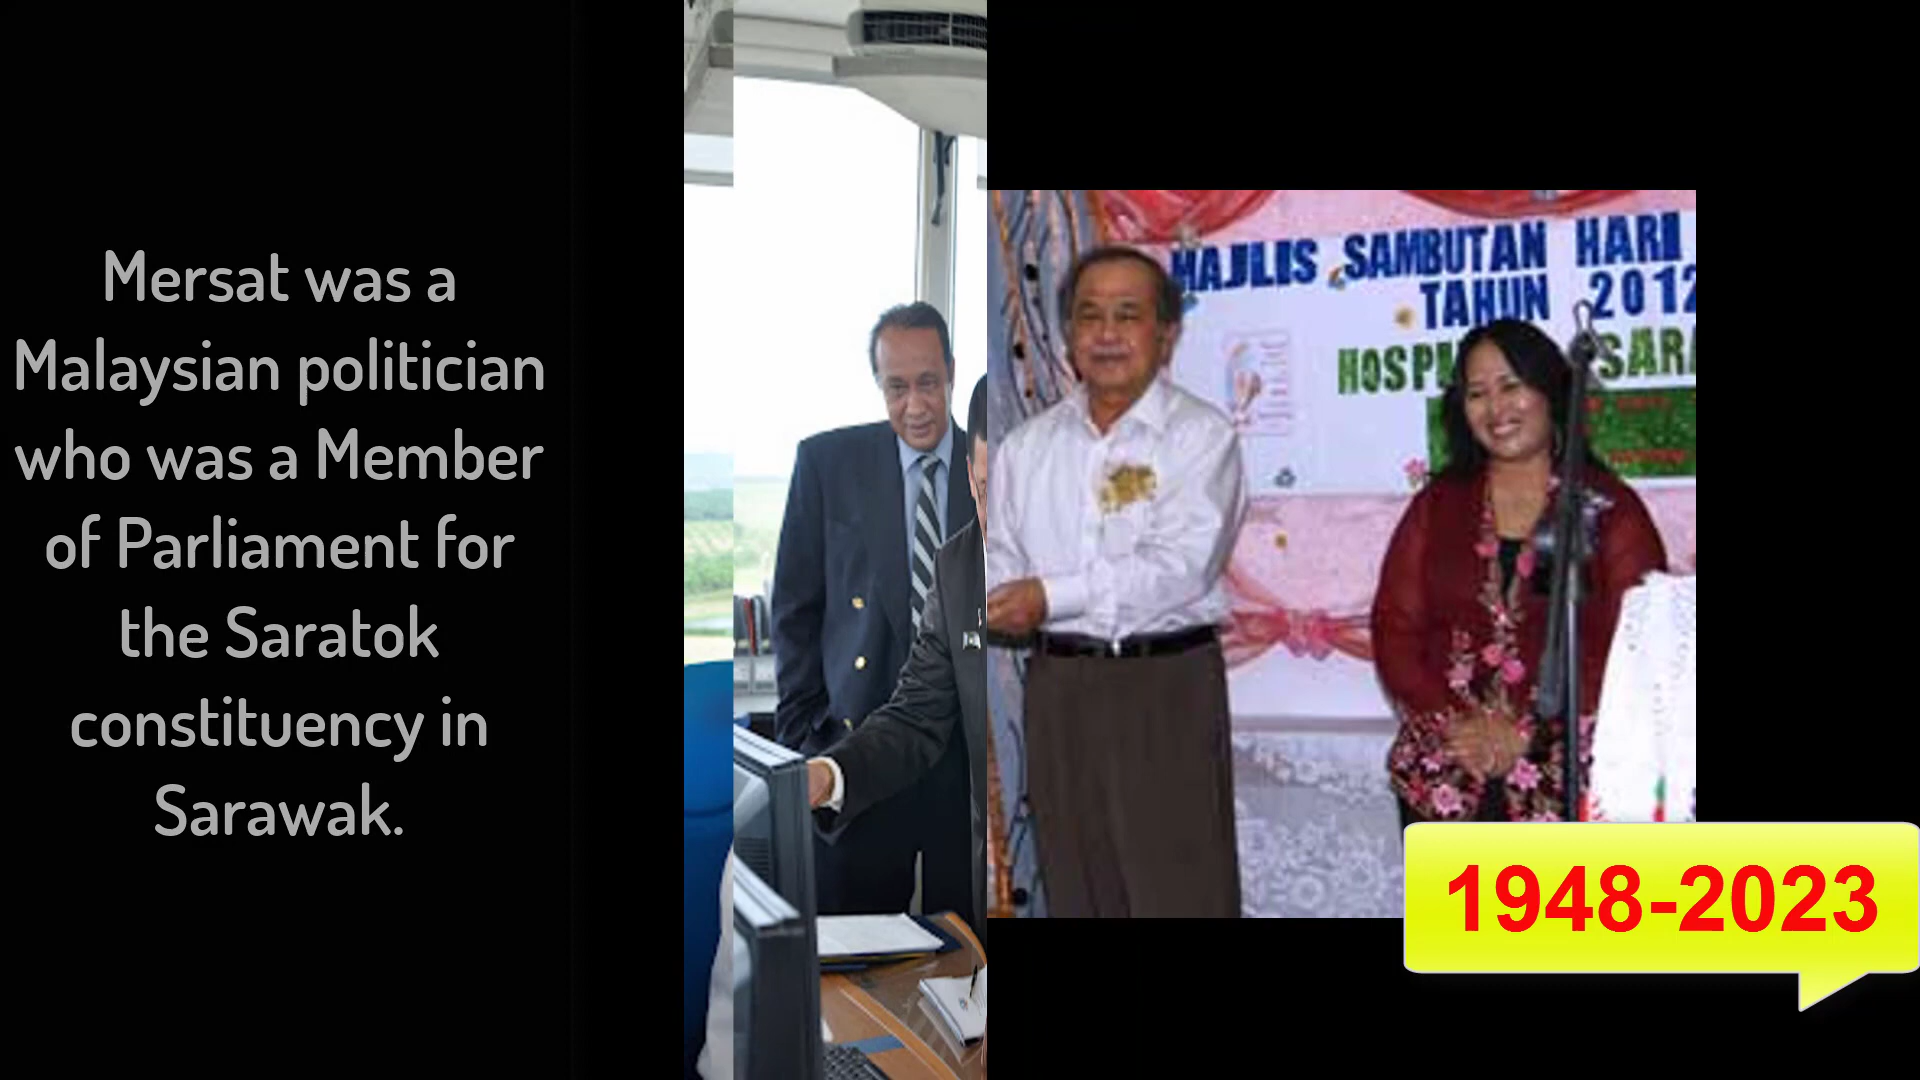 Mersat was a
Malaysian politician
who was a Member
of Parliament for
the Saratok
constituency in
Sarawak.
MAJLIS SAMBUTAN HARI
TAHUN 2012
1948-2023